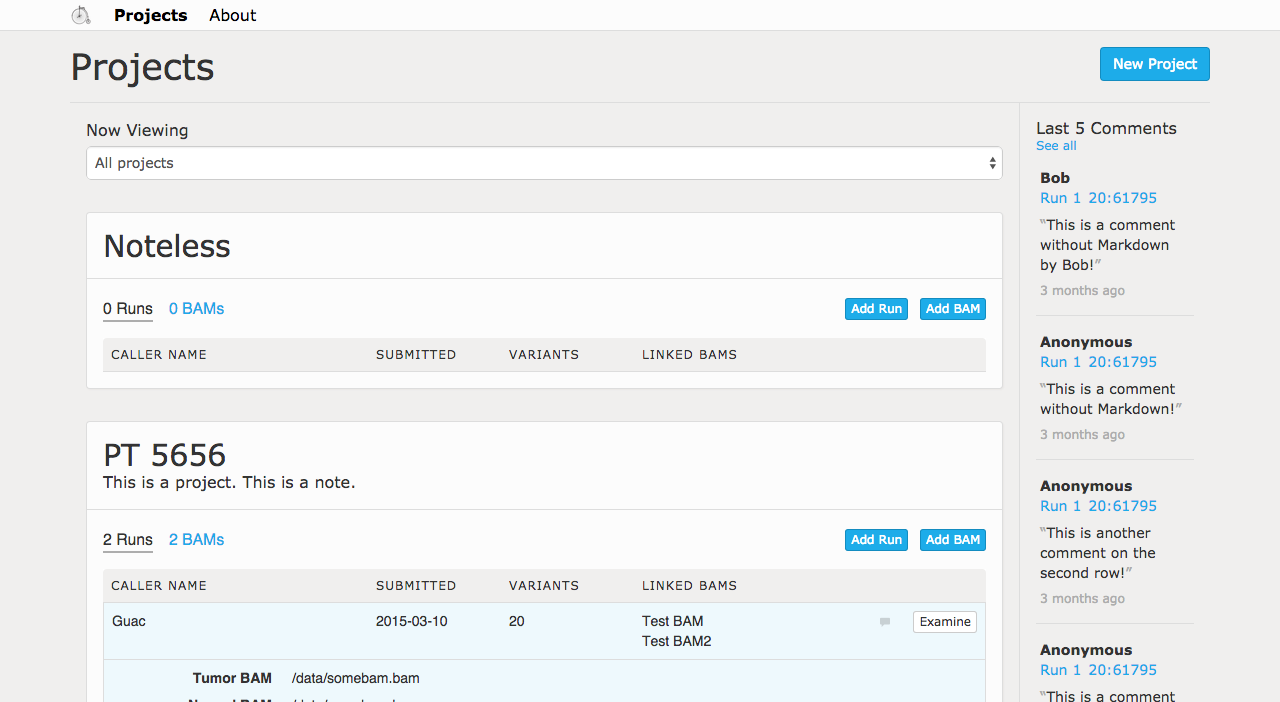 Projects About
Projects
New Project
Now Viewing
All projects
Noteless
0 Runs 0 BAMs
Add Run Add BAM
CALLER NAME SUBMITTED VARIANTS LINKED BAMS
PT 5656
This is a project. This is a note.
2 Runs 2 BAMs
Add Run Add BAM
CALLER NAME SUBMITTED VARIANTS LINKED BAMS
Guac 2015-03-10 20 Test BAM Examine
Test BAM2
Tumor BAM /data/somebam.bam
Last 5 Comments
See all
Bob
Run 1 20:61795
“This is a comment
without Markdown
by Bob!”
3 months ago
Anonymous
Run 1 20:61795
“This is a comment
without Markdown!”
3 months ago
Anonymous
Run 1 20:61795
“This is another
comment on the
second row!”
3 months ago
Anonymous
Run 1 20:61795
“This is a comment